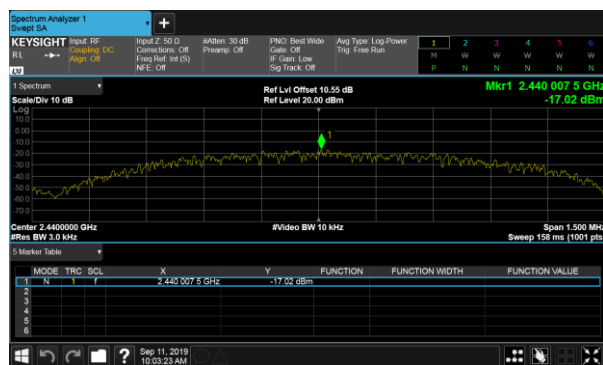 Spectrum Analyzer 1
Swept SA
+
KEYSIGHT Input: RF Input Z: 50 Ω #Atten: 30 dB PNO: Best Wide Avg Type: Log-Power 1 2 3 4 5 6
R L Coupling: DC Corrections: Off Preamp: Off Gate: Off Trig: Free Run M W W W W W
Align: Off Freq Ref: Int (S) IF Gain: Low P N N N N N
NFE: Off Sig Track: Off
1 Spectrum Ref Lvl Offset 10.55 dB Mkr1 2.440 007 5 GHz
Scale/Div 10 dB Ref Level 20.00 dBm -17.02 dBm
Log
10.0
0.00
-10.0
1
-20.0
-30.0
-40.0
-50.0
-60.0
-70.0
Center 2.4400000 GHz #Video BW 10 kHz Span 1.500 MHz
#Res BW 3.0 kHz Sweep 158 ms (1001 pts
5 Marker Table
MODE TRC SCL X Y FUNCTION FUNCTION WIDTH FUNCTION VALUE
1 N 1 f 2.440 007 5 GHz -17.02 dBm
2
3
4
5
6
? Sep 11, 2019
10:03:23 AM